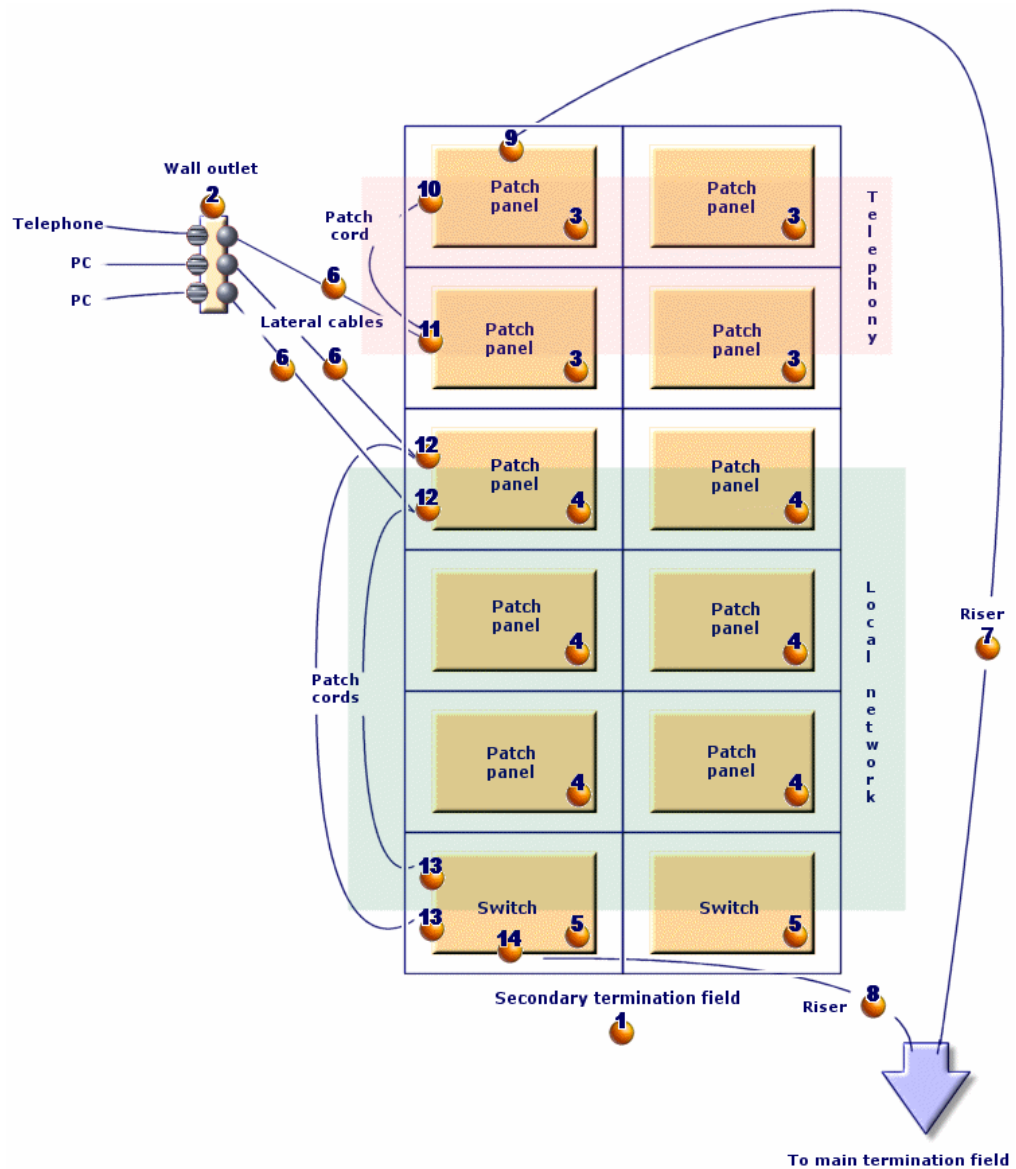 9
Wall outlet
2
10
Patch
panel
3
Patch
panel
3
Telephony
Telephone
PC
PC
Patch
cord
6
Lateral cables
6
6
11
Patch
panel
3
Patch
panel
3
12
12
Patch
panel
4
Patch
panel
4
Local network
Patch
panel
4
Patch
panel
4
Riser
7
Patch
cords
Patch
panel
4
Patch
panel
4
13
13
Switch
5
14
Switch
5
Secondary termination field
1
Riser
8
To main termination field